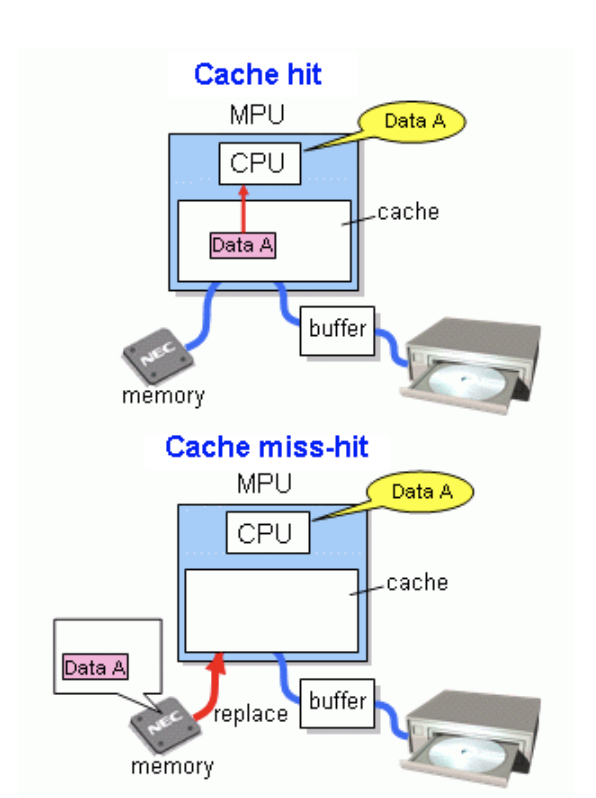 Cache hit
MPU
Data A
CPU
cache
Data A
buffer
NEC
memory
Cache miss-hit
MPU
Data A
CPU
cache
Data A
buffer
replace
NEC
memory